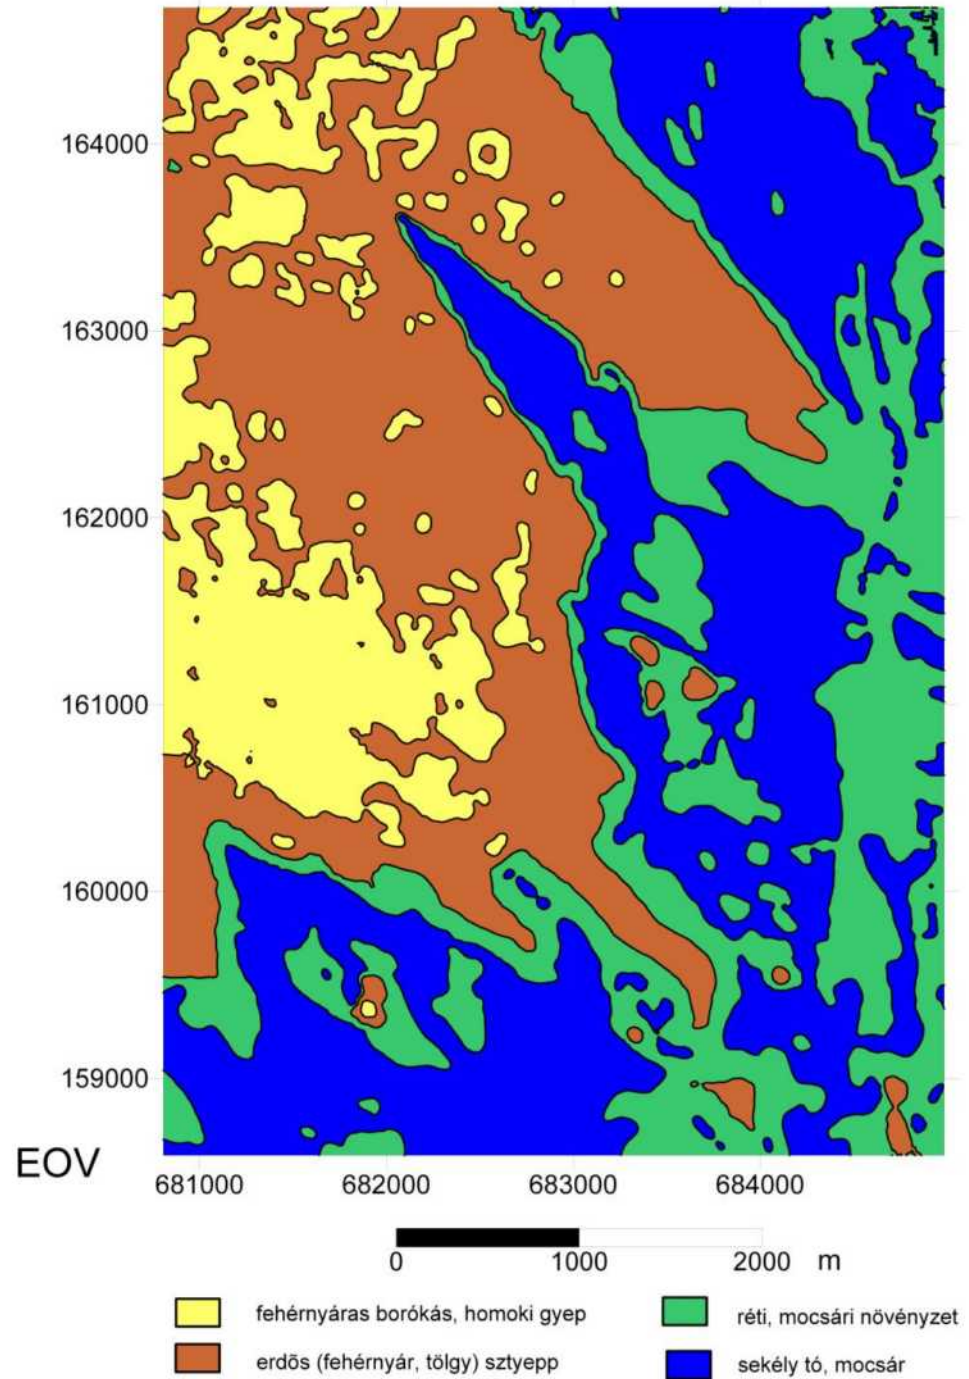 164000
163000
162000
161000
160000
159000
EOV
681000 682000 683000 684000
0 1000 2000 m
fehérnyáras borókás, homoki gyep
réti, mocsári növényzet
erdõs (fehérnyár, tölgy) sztyepp
sekély tó, mocsár